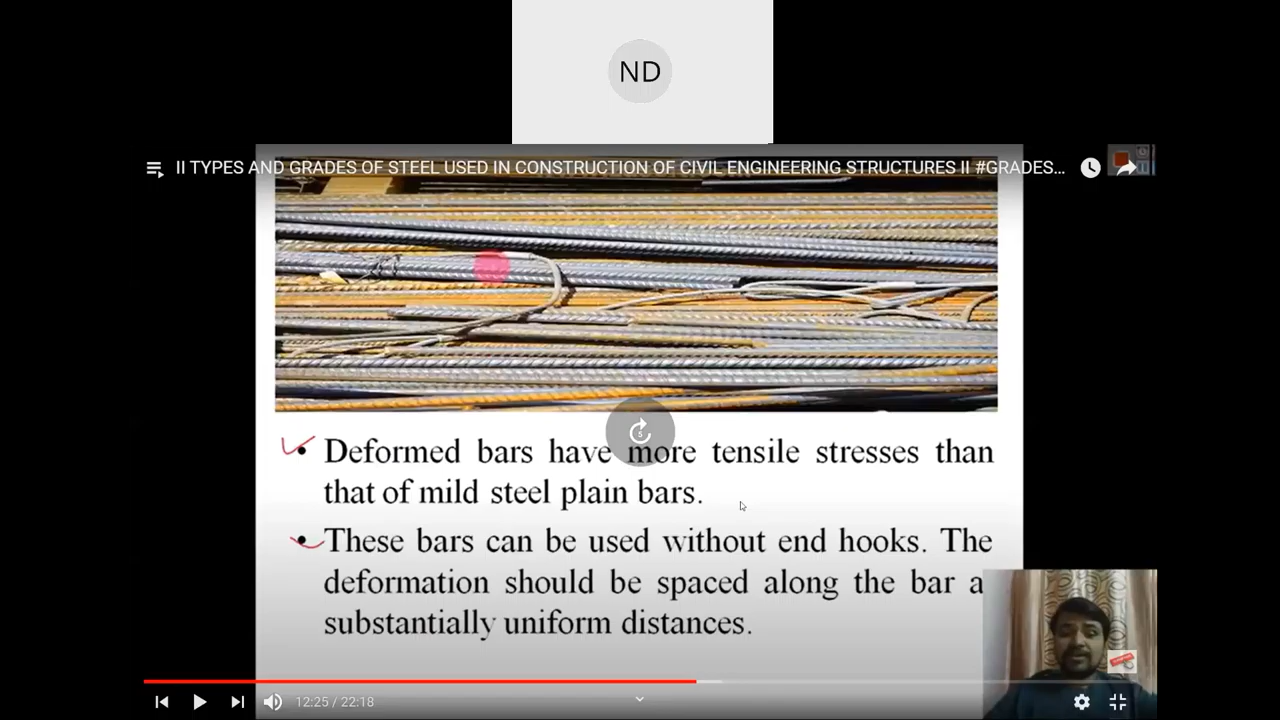 ND
II TYPES AND GRADES OF STEEL USED IN CONSTRUCTION OF CIVIL ENGINEERING STRUCTURES II #GRADES...
5
• Deformed bars have more tensile stresses than
that of mild steel plain bars.
• These bars can be used without end hooks. The
deformation should be spaced along the bar a
substantially uniform distances.
12:25 / 22:18